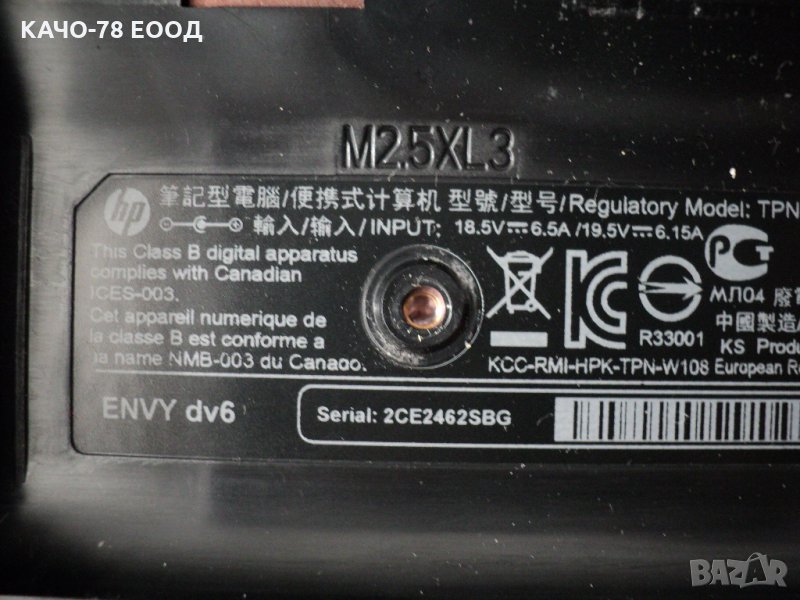 КАЧО-78 ЕООД
M2.5XL3
hp
筆記型電腦/便携式计算机 型號/型号/Regulatory Model: TPN
輸入/输入/INPUT: 18.5V⎓6.5A /19.5V⎓6.15A
This Class B digital apparatus
complies with Canadian
ICES-003.
Cet appareil numerique de
la classe B est conforme a
la name NMB-003 du Canada.
МЛ04
中國製造
R33001
KS Produ
KCC-RMI-HPK-TPN-W108 European R
ENVY dv6
Serial: 2CE2462SBG
BAZAR